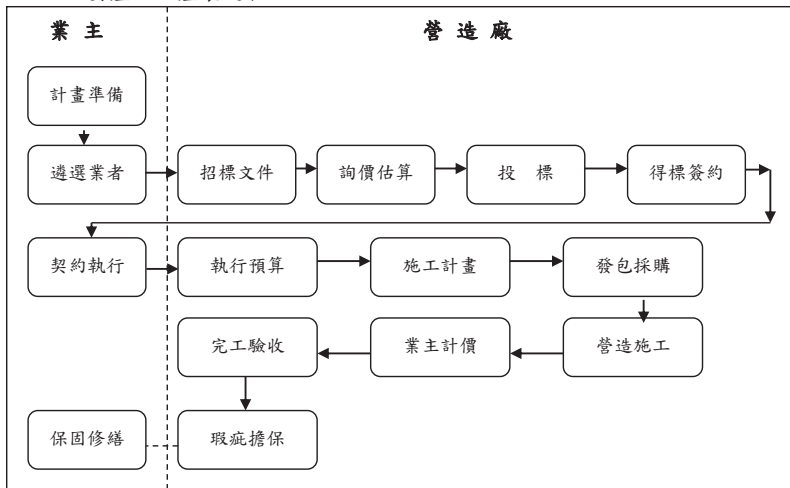 業主 營造廠
計畫準備
遴選業者 招標文件 詢價估算 投標 得標簽約
契約執行 執行預算 施工計畫 發包採購
完工驗收 業主計價 營造施工
保固修繕 瑕疵擔保